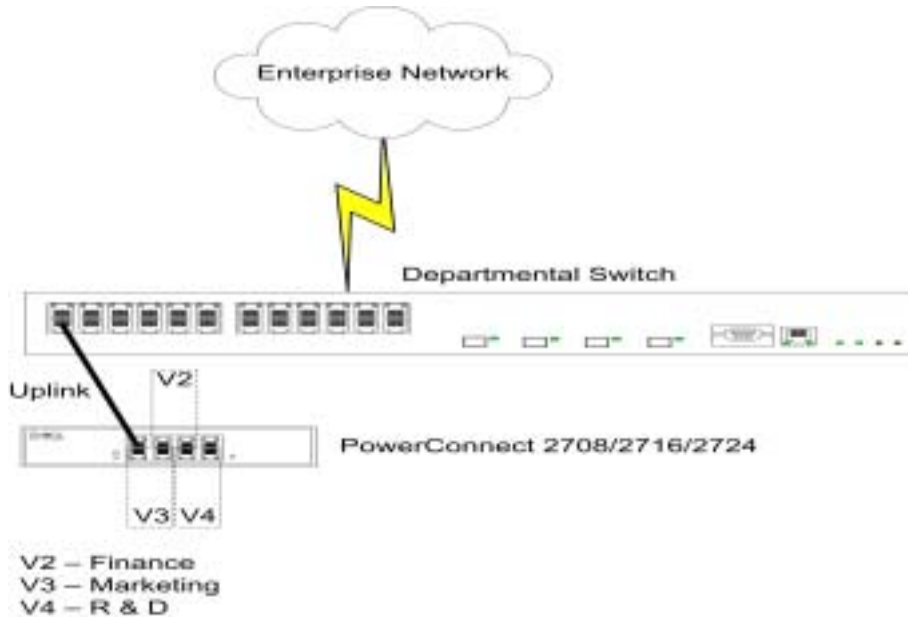 Enterprise Network
Departmental Switch
Uplink
V2
PowerConnect 2708/2716/2724
V3 V4
V2 – Finance
V3 – Marketing
V4 – R & D